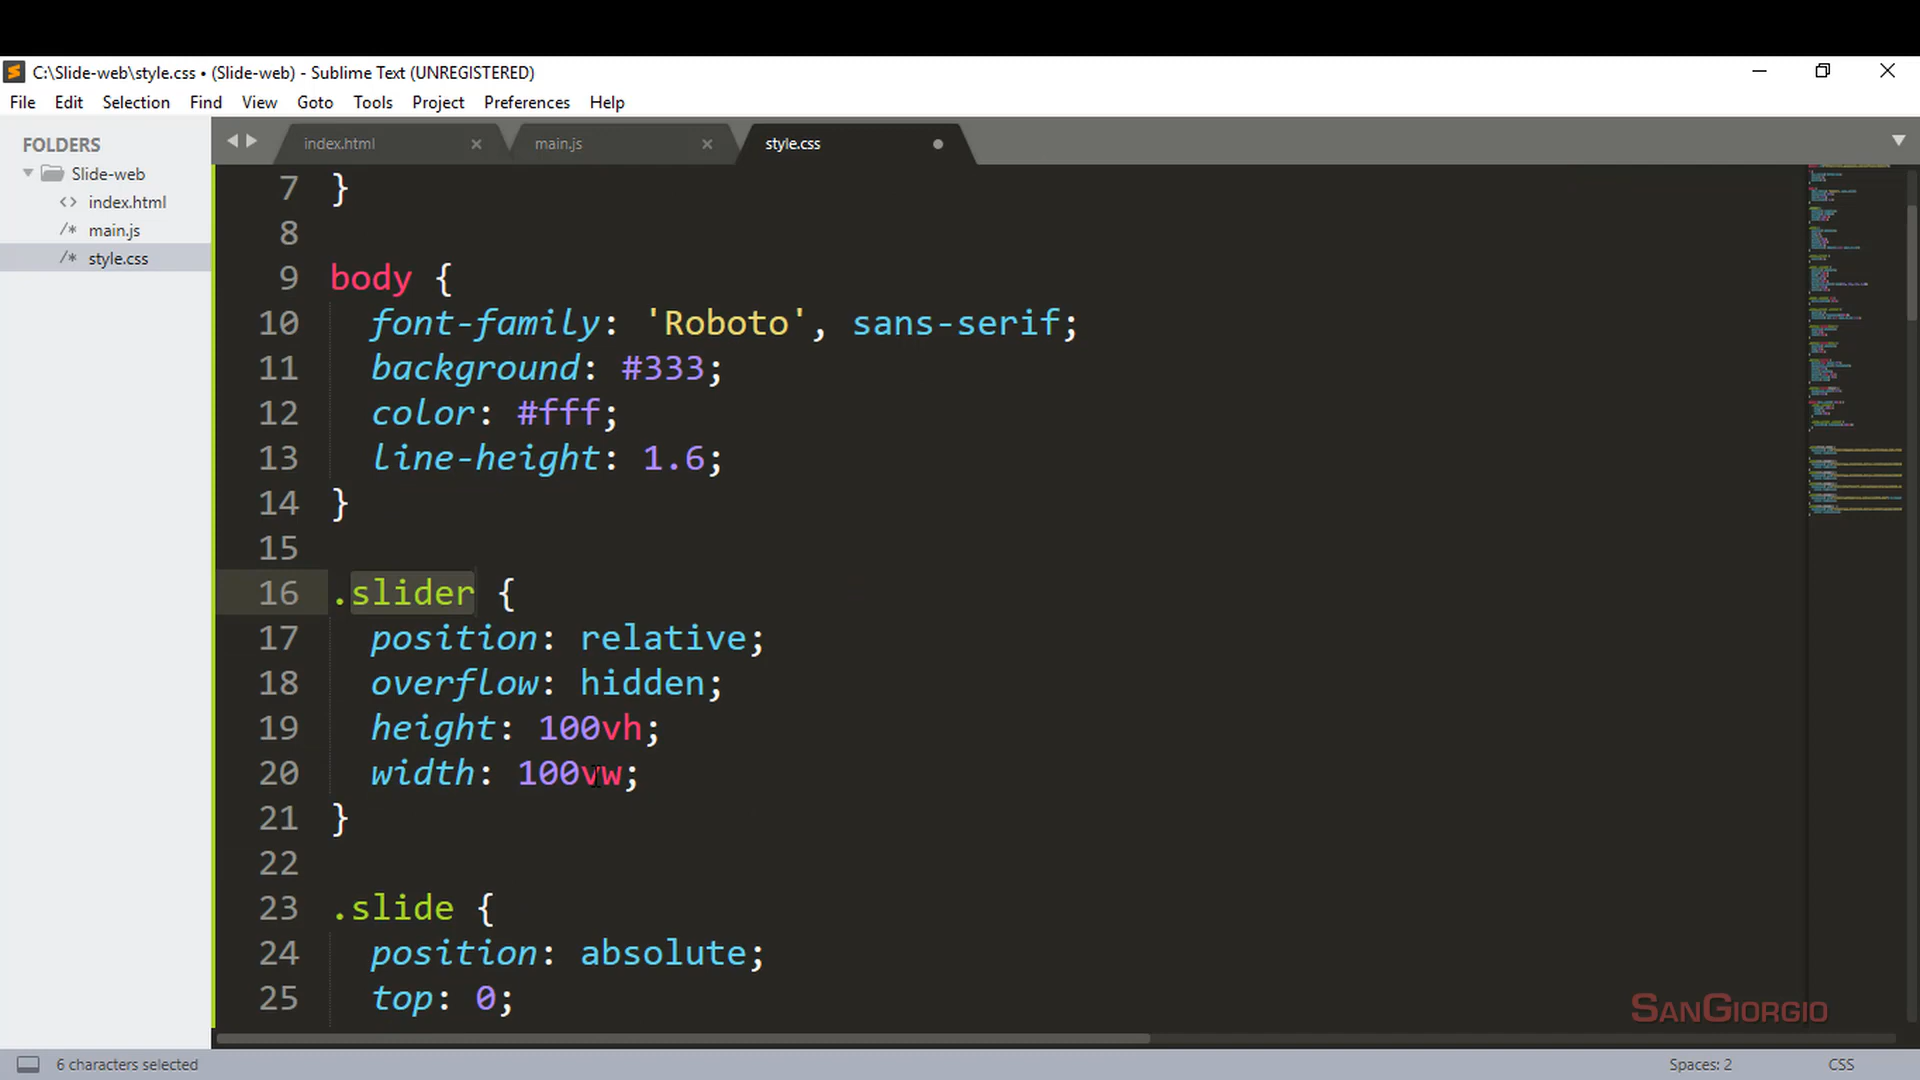 C:\Slide-web\style.css • (Slide-web) - Sublime Text (UNREGISTERED)
File Edit Selection Find View Goto Tools Project Preferences Help
FOLDERS
Slide-web
index.html
main.js
style.css
index.html main.js style.css
7 }
8
9 body {
10 font-family: 'Roboto', sans-serif;
11 background: #333;
12 color: #fff;
13 line-height: 1.6;
14 }
15
16 .slider {
17 position: relative;
18 overflow: hidden;
19 height: 100vh;
20 width: 100vw;
21 }
22
23 .slide {
24 position: absolute;
25 top: 0;
SANGIORGIO
6 characters selected
Spaces: 2
CSS